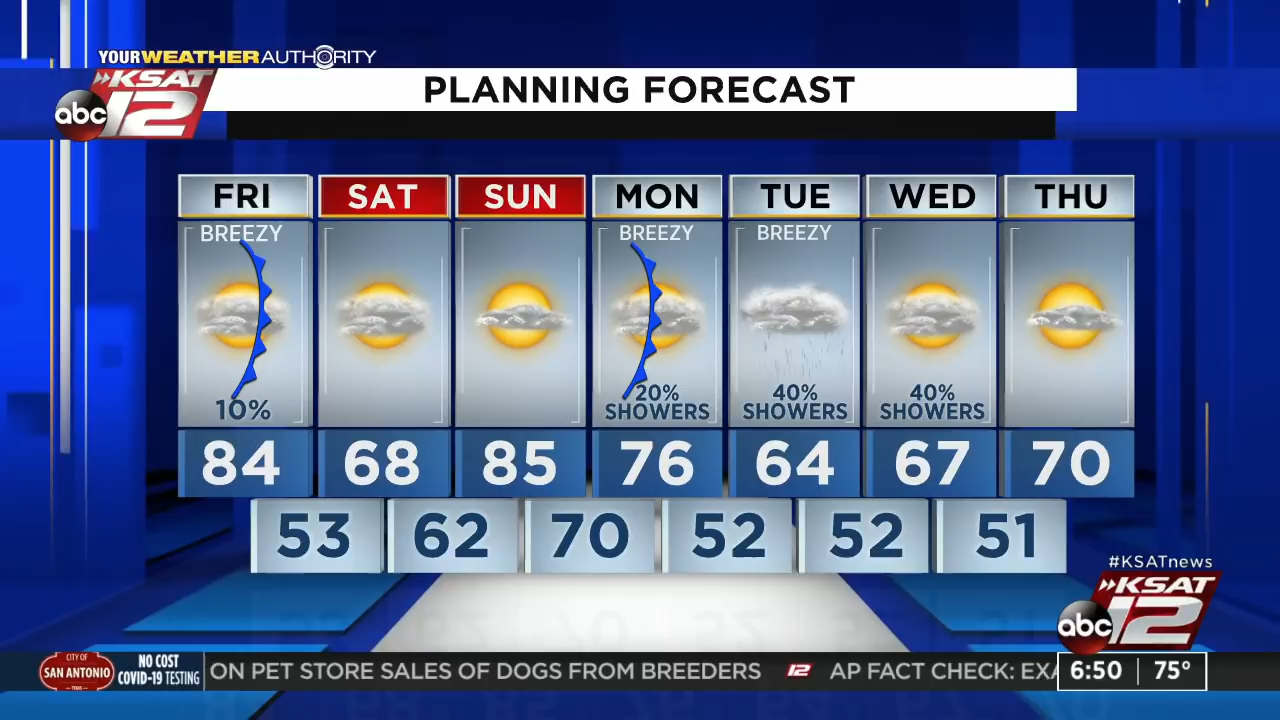 YOURWEATHERAUTHORITY
KSAT
abc 12
PLANNING FORECAST
FRI SAT SUN MON TUE WED THU
BREEZY BREEZY BREEZY
10% 20% SHOWERS 40% SHOWERS 40% SHOWERS
84 68 85 76 64 67 70
53 62 70 52 52 51
#KSATnews
KSAT
abc 12
CITY OF
SAN ANTONIO
TEXAS
NO COST
COVID-19 TESTING
ON PET STORE SALES OF DOGS FROM BREEDERS 12 AP FACT CHECK: EXA
6:50 75°